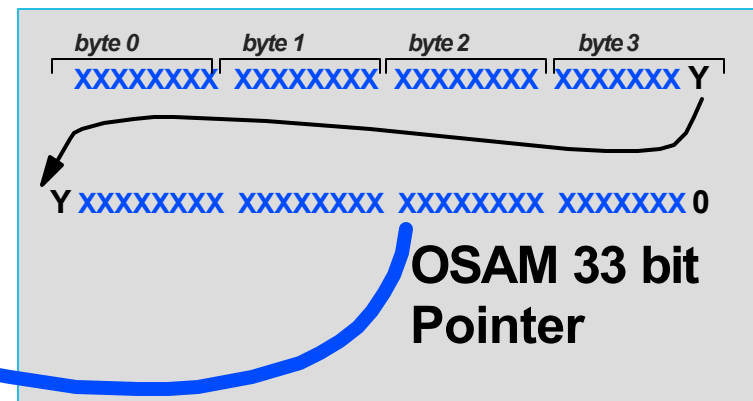 byte 0 byte 1 byte 2 byte 3
XXXXXXXX XXXXXXXX XXXXXXXX XXXXXXX Y
Y XXXXXXXX XXXXXXXX XXXXXXXX XXXXXXX 0
OSAM 33 bit
Pointer